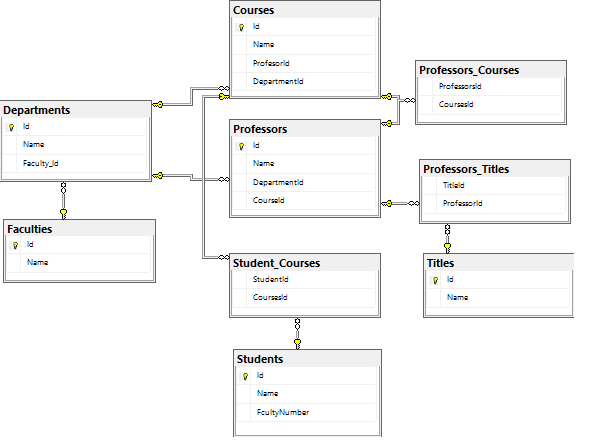 Courses
Id
Name
ProfesorId
DepartmentId
Professors_Courses
ProfessorsId
CoursesId
Departments
Id
Name
Faculty_Id
Professors
Id
Name
DepartmentId
CourseId
Professors_Titles
TitleId
ProfessorId
Faculties
Id
Name
Student_Courses
StudentId
CoursesId
Titles
Id
Name
Students
Id
Name
FcultyNumber